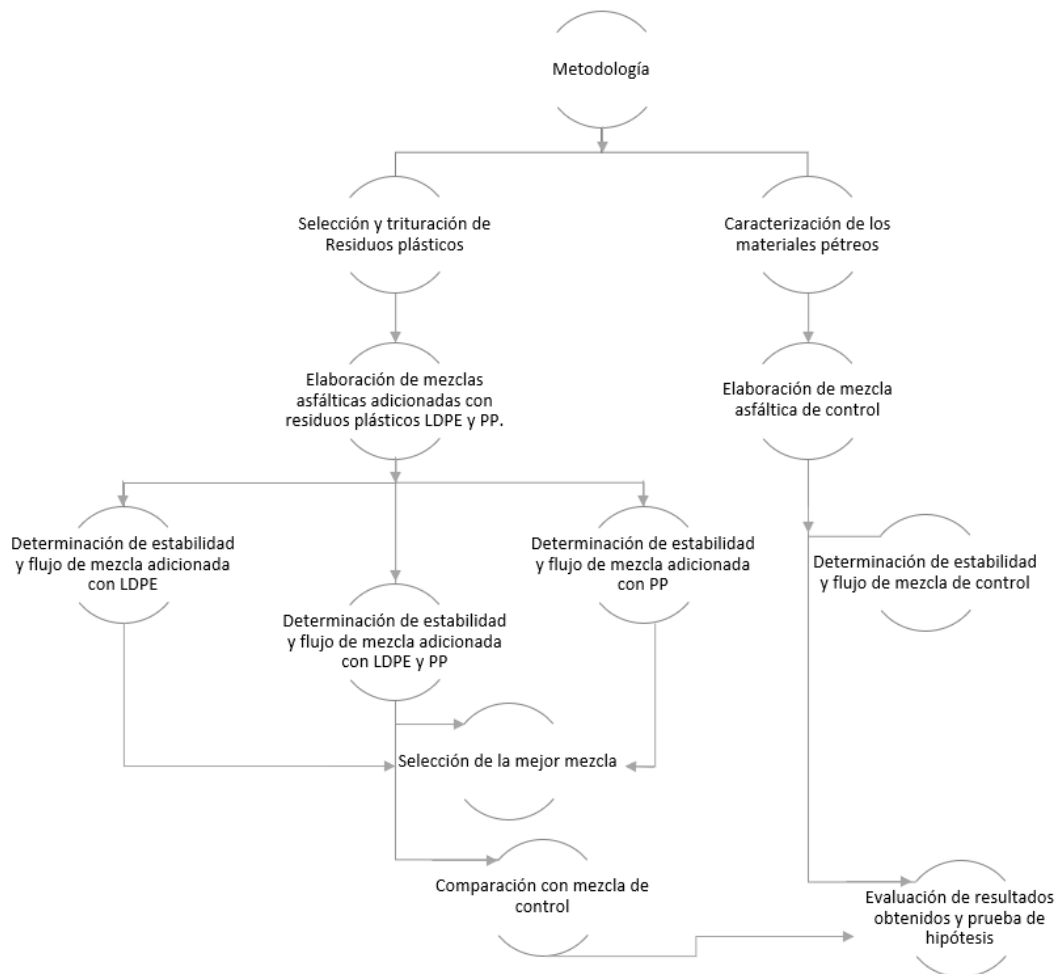 Metodología
Selección y trituración de
Residuos plásticos
Caracterización de los
materiales pétreos
Elaboración de mezclas
asfálticas adicionadas con
residuos plásticos LDPE y PP.
Elaboración de mezcla
asfáltica de control
Determinación de estabilidad
y flujo de mezcla adicionada
con LDPE
Determinación de estabilidad
y flujo de mezcla adicionada
con LDPE y PP
Determinación de estabilidad
y flujo de mezcla adicionada
con PP
Determinación de estabilidad
y flujo de mezcla de control
Selección de la mejor mezcla
Comparación con mezcla de
control
Evaluación de resultados
obtenidos y prueba de
hipótesis